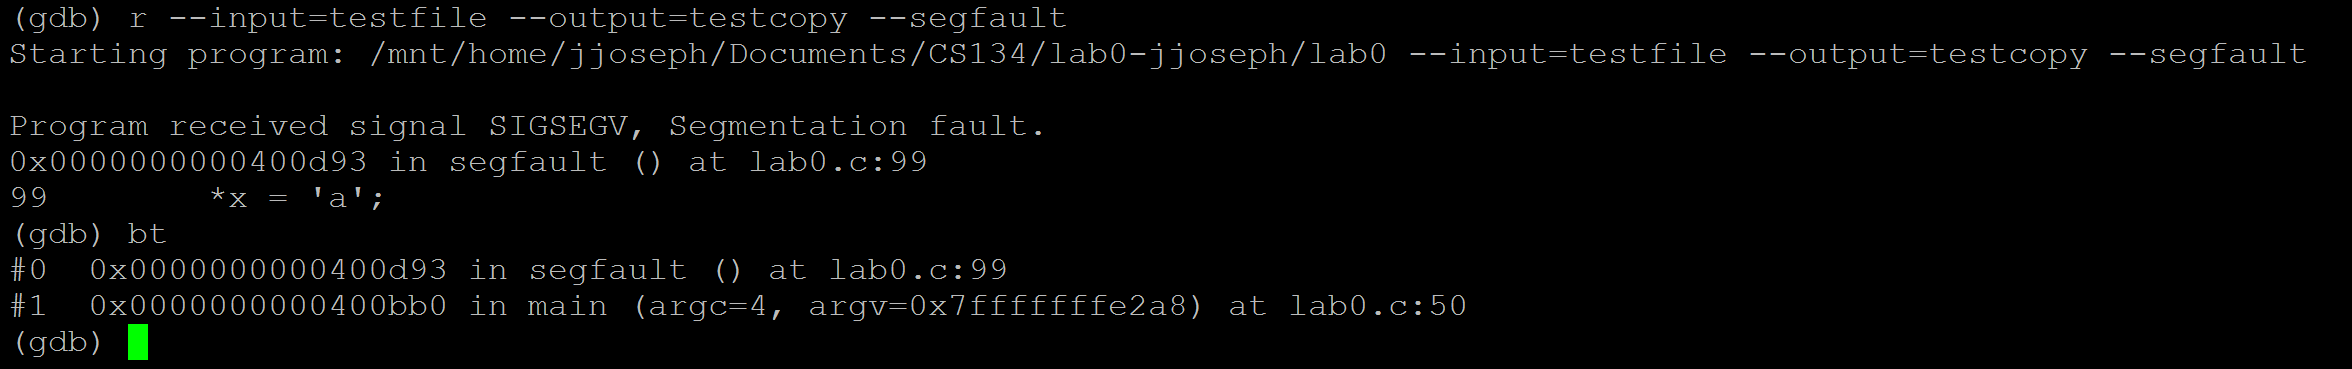 (gdb) r --input=testfile --output=testcopy --segfault
Starting program: /mnt/home/jjoseph/Documents/CS134/lab0-jjoseph/lab0 --input=testfile --output=testcopy --segfault
Program received signal SIGSEGV, Segmentation fault.
0x0000000000400d93 in segfault () at lab0.c:99
99        *x = 'a';
(gdb) bt
#0  0x0000000000400d93 in segfault () at lab0.c:99
#1  0x0000000000400bb0 in main (argc=4, argv=0x7fffffffe2a8) at lab0.c:50
(gdb)